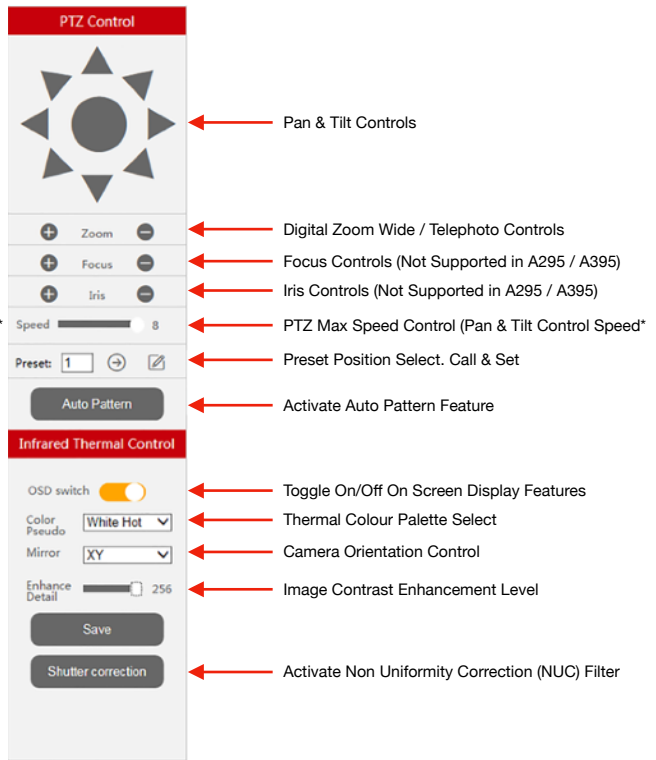 PTZ Control
Pan & Tilt Controls
Zoom Digital Zoom Wide / Telephoto Controls
Focus Focus Controls (Not Supported in A295 / A395)
Iris Iris Controls (Not Supported in A295 / A395)
* Speed 8 PTZ Max Speed Control (Pan & Tilt Control Speed*
Preset: 1 Preset Position Select. Call & Set
Auto Pattern Activate Auto Pattern Feature
Infrared Thermal Control
OSD switch Toggle On/Off On Screen Display Features
Color
Pseudo White Hot Thermal Colour Palette Select
Mirror XY Camera Orientation Control
Enhance
Detail 256 Image Contrast Enhancement Level
Save
Shutter correction Activate Non Uniformity Correction (NUC) Filter